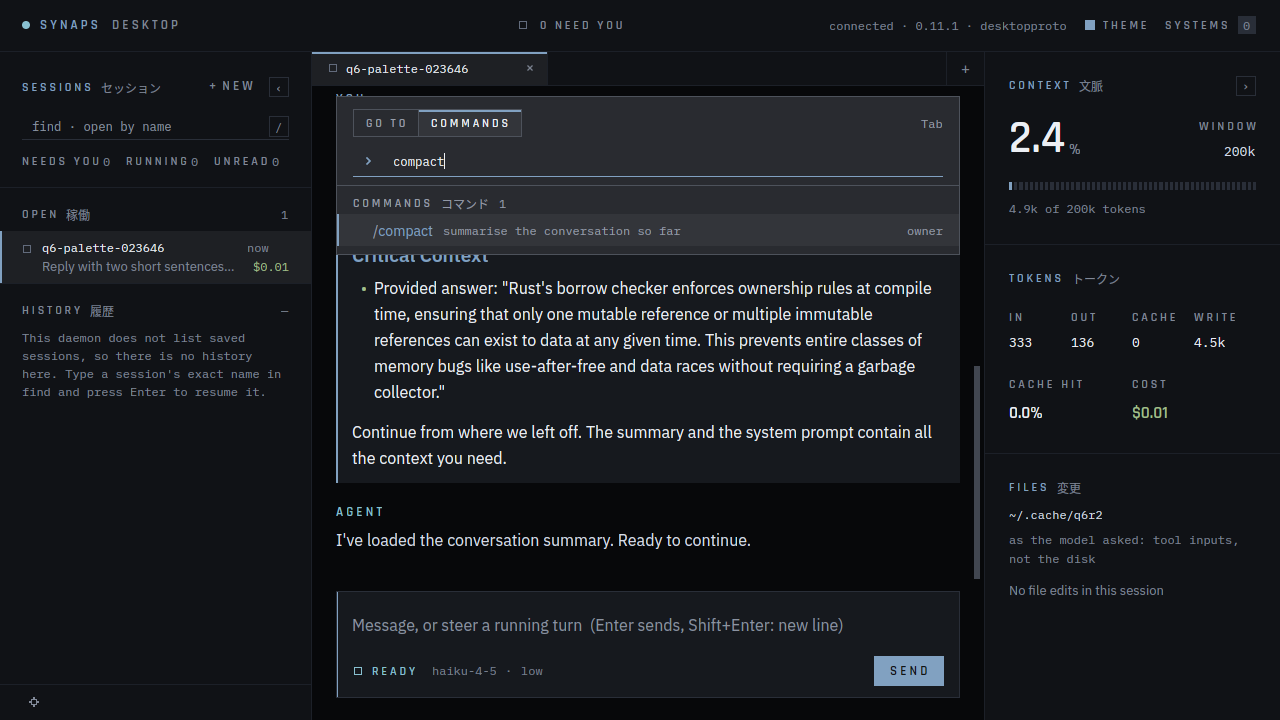 SYNAPS DESKTOP
0 NEED YOU
connected · 0.11.1 · desktopproto
THEME
SYSTEMS 0
SESSIONS セッション
+ NEW
‹
find · open by name
/
NEEDS YOU 0 RUNNING 0 UNREAD 0
OPEN 稼働 1
q6-palette-023646 now
Reply with two short sentences... $0.01
HISTORY 履歴 —
This daemon does not list saved
sessions, so there is no history
here. Type a session's exact name in
find and press Enter to resume it.
q6-palette-023646 ×
+
GO TO COMMANDS Tab
› compact
COMMANDS コマンド 1
/compact summarise the conversation so far owner
Critical Context
• Provided answer: "Rust's borrow checker enforces ownership rules at compile
time, ensuring that only one mutable reference or multiple immutable
references can exist to data at any given time. This prevents entire classes of
memory bugs like use-after-free and data races without requiring a garbage
collector."
Continue from where we left off. The summary and the system prompt contain all
the context you need.
AGENT
I've loaded the conversation summary. Ready to continue.
Message, or steer a running turn (Enter sends, Shift+Enter: new line)
READY haiku-4-5 · low
SEND
CONTEXT 文脈
›
2.4 %
WINDOW
200k
4.9k of 200k tokens
TOKENS トークン
IN OUT CACHE WRITE
333 136 0 4.5k
CACHE HIT COST
0.0% $0.01
FILES 変更
~/.cache/q6r2
as the model asked: tool inputs,
not the disk
No file edits in this session